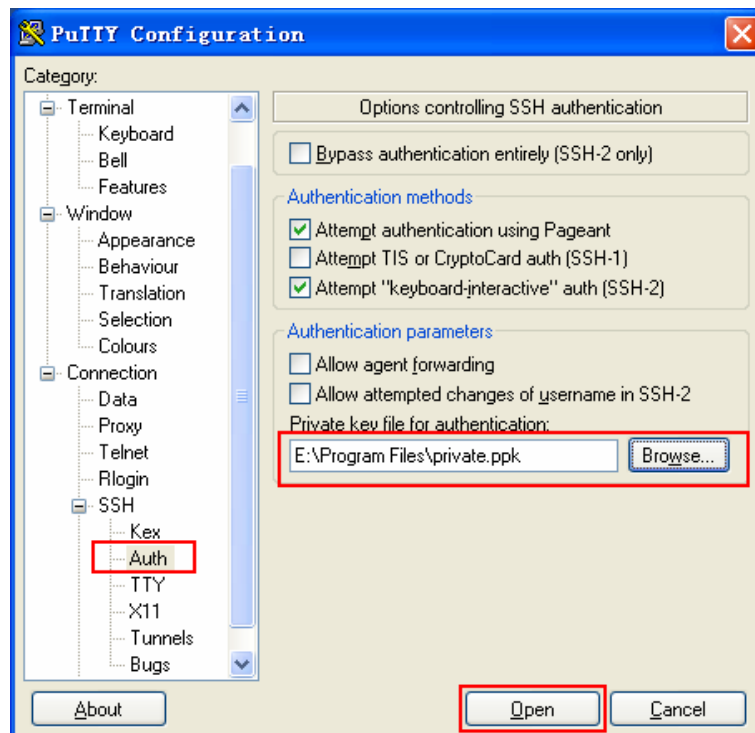 PuTTY Configuration
Category:
Terminal
Keyboard
Bell
Features
Window
Appearance
Behaviour
Translation
Selection
Colours
Connection
Data
Proxy
Telnet
Rlogin
SSH
Kex
Auth
TTY
X11
Tunnels
Bugs
Options controlling SSH authentication
Bypass authentication entirely (SSH-2 only)
Authentication methods
Attempt authentication using Pageant
Attempt TIS or CryptoCard auth (SSH-1)
Attempt "keyboard-interactive" auth (SSH-2)
Authentication parameters
Allow agent forwarding
Allow attempted changes of username in SSH-2
Private key file for authentication:
E:\Program Files\private.ppk
Browse...
About
Open
Cancel